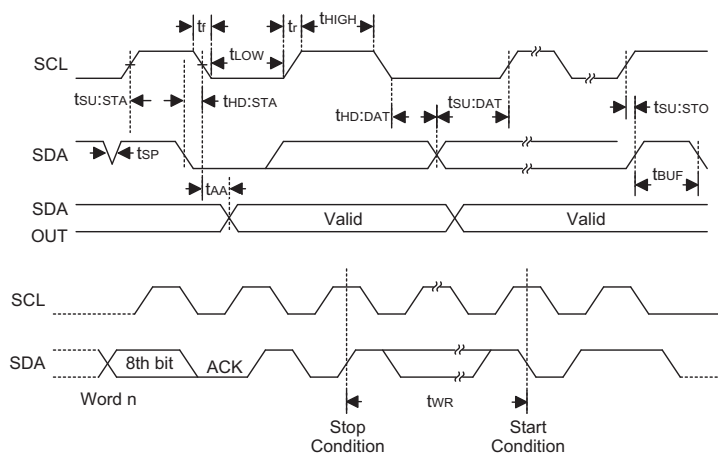 tf tr tHIGH
SCL tLOW
tSU:STA tHD:STA tHD:DAT tSU:DAT tSU:STO
SDA tSP tBUF
tAA
SDA
OUT Valid Valid
SCL
SDA 8th bit ACK
Word n tWR
Stop
Condition
Start
Condition